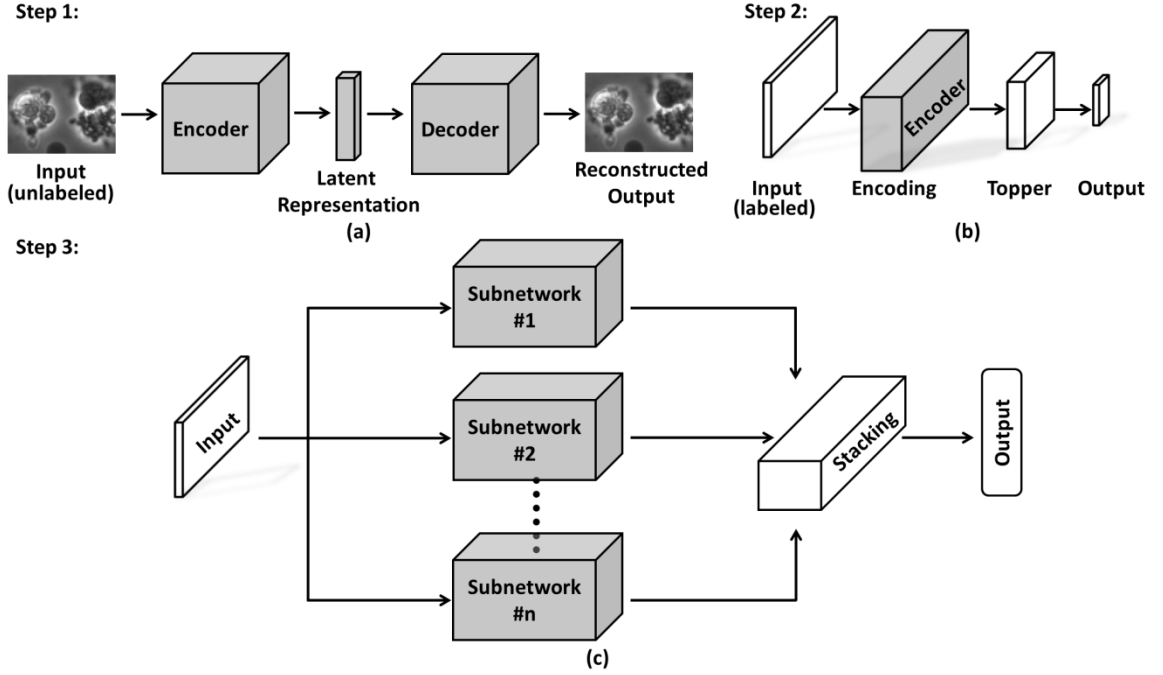 Step 1:
Encoder
Decoder
Input
(unlabeled)
Latent
Representation
Reconstructed
Output
(a)
Step 2:
Encoder
Input
(labeled)
Encoding
Topper
Output
(b)
Step 3:
Subnetwork
#1
Input
Subnetwork
#2
Stacking
Output
Subnetwork
#n
(c)